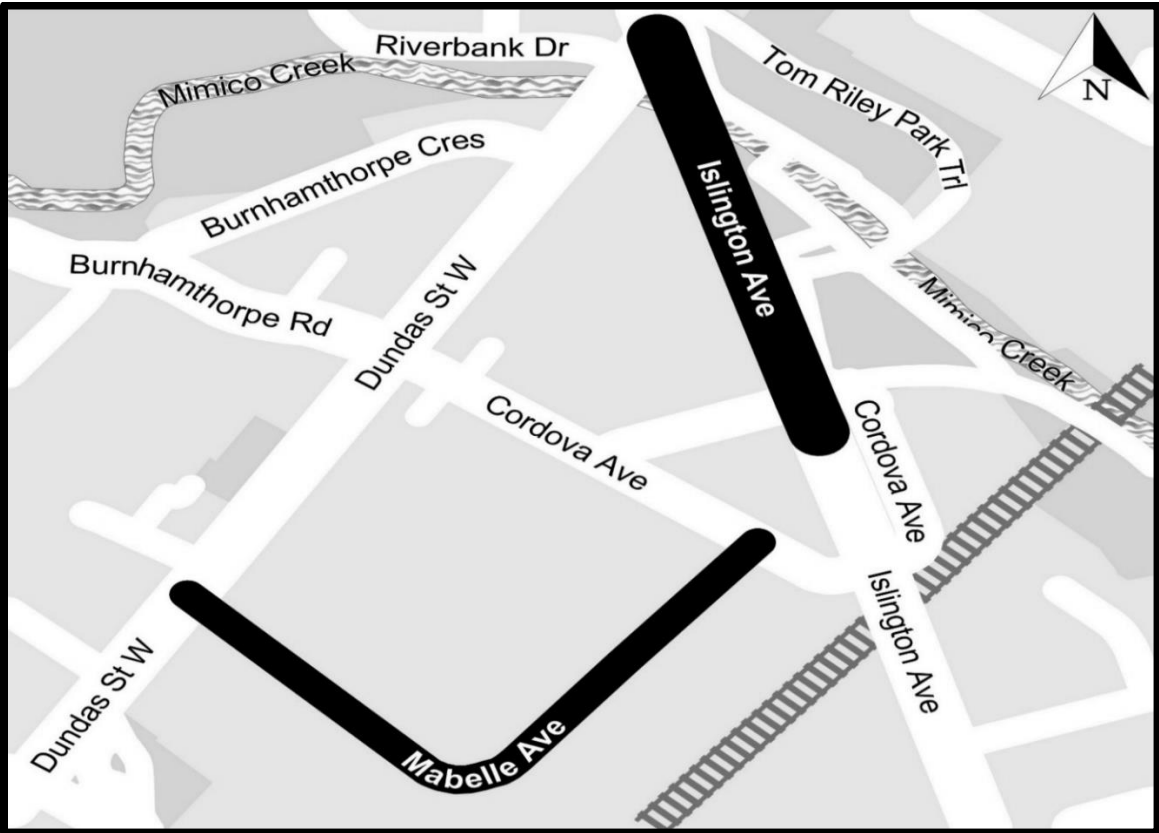 Riverbank Dr
Mimico Creek
Tom Riley Park Trl
N
Burnhamthorpe Cres
Islington Ave
Burnhamthorpe Rd
Dundas St W
Mimico Creek
Cordova Ave
Cordova Ave
Islington Ave
Dundas St W
Mabelle Ave